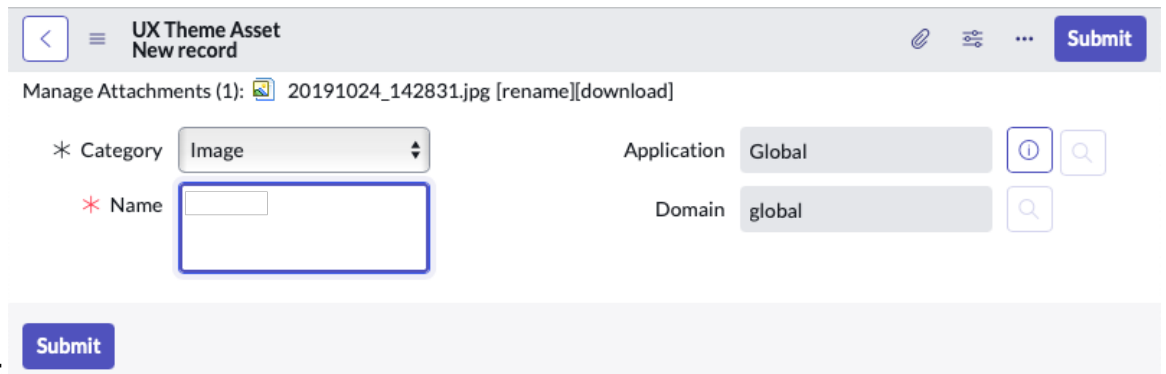 UX Theme Asset
New record
Submit
Manage Attachments (1): 20191024_142831.jpg [rename][download]
* Category Image Application Global
* Name Domain global
Submit